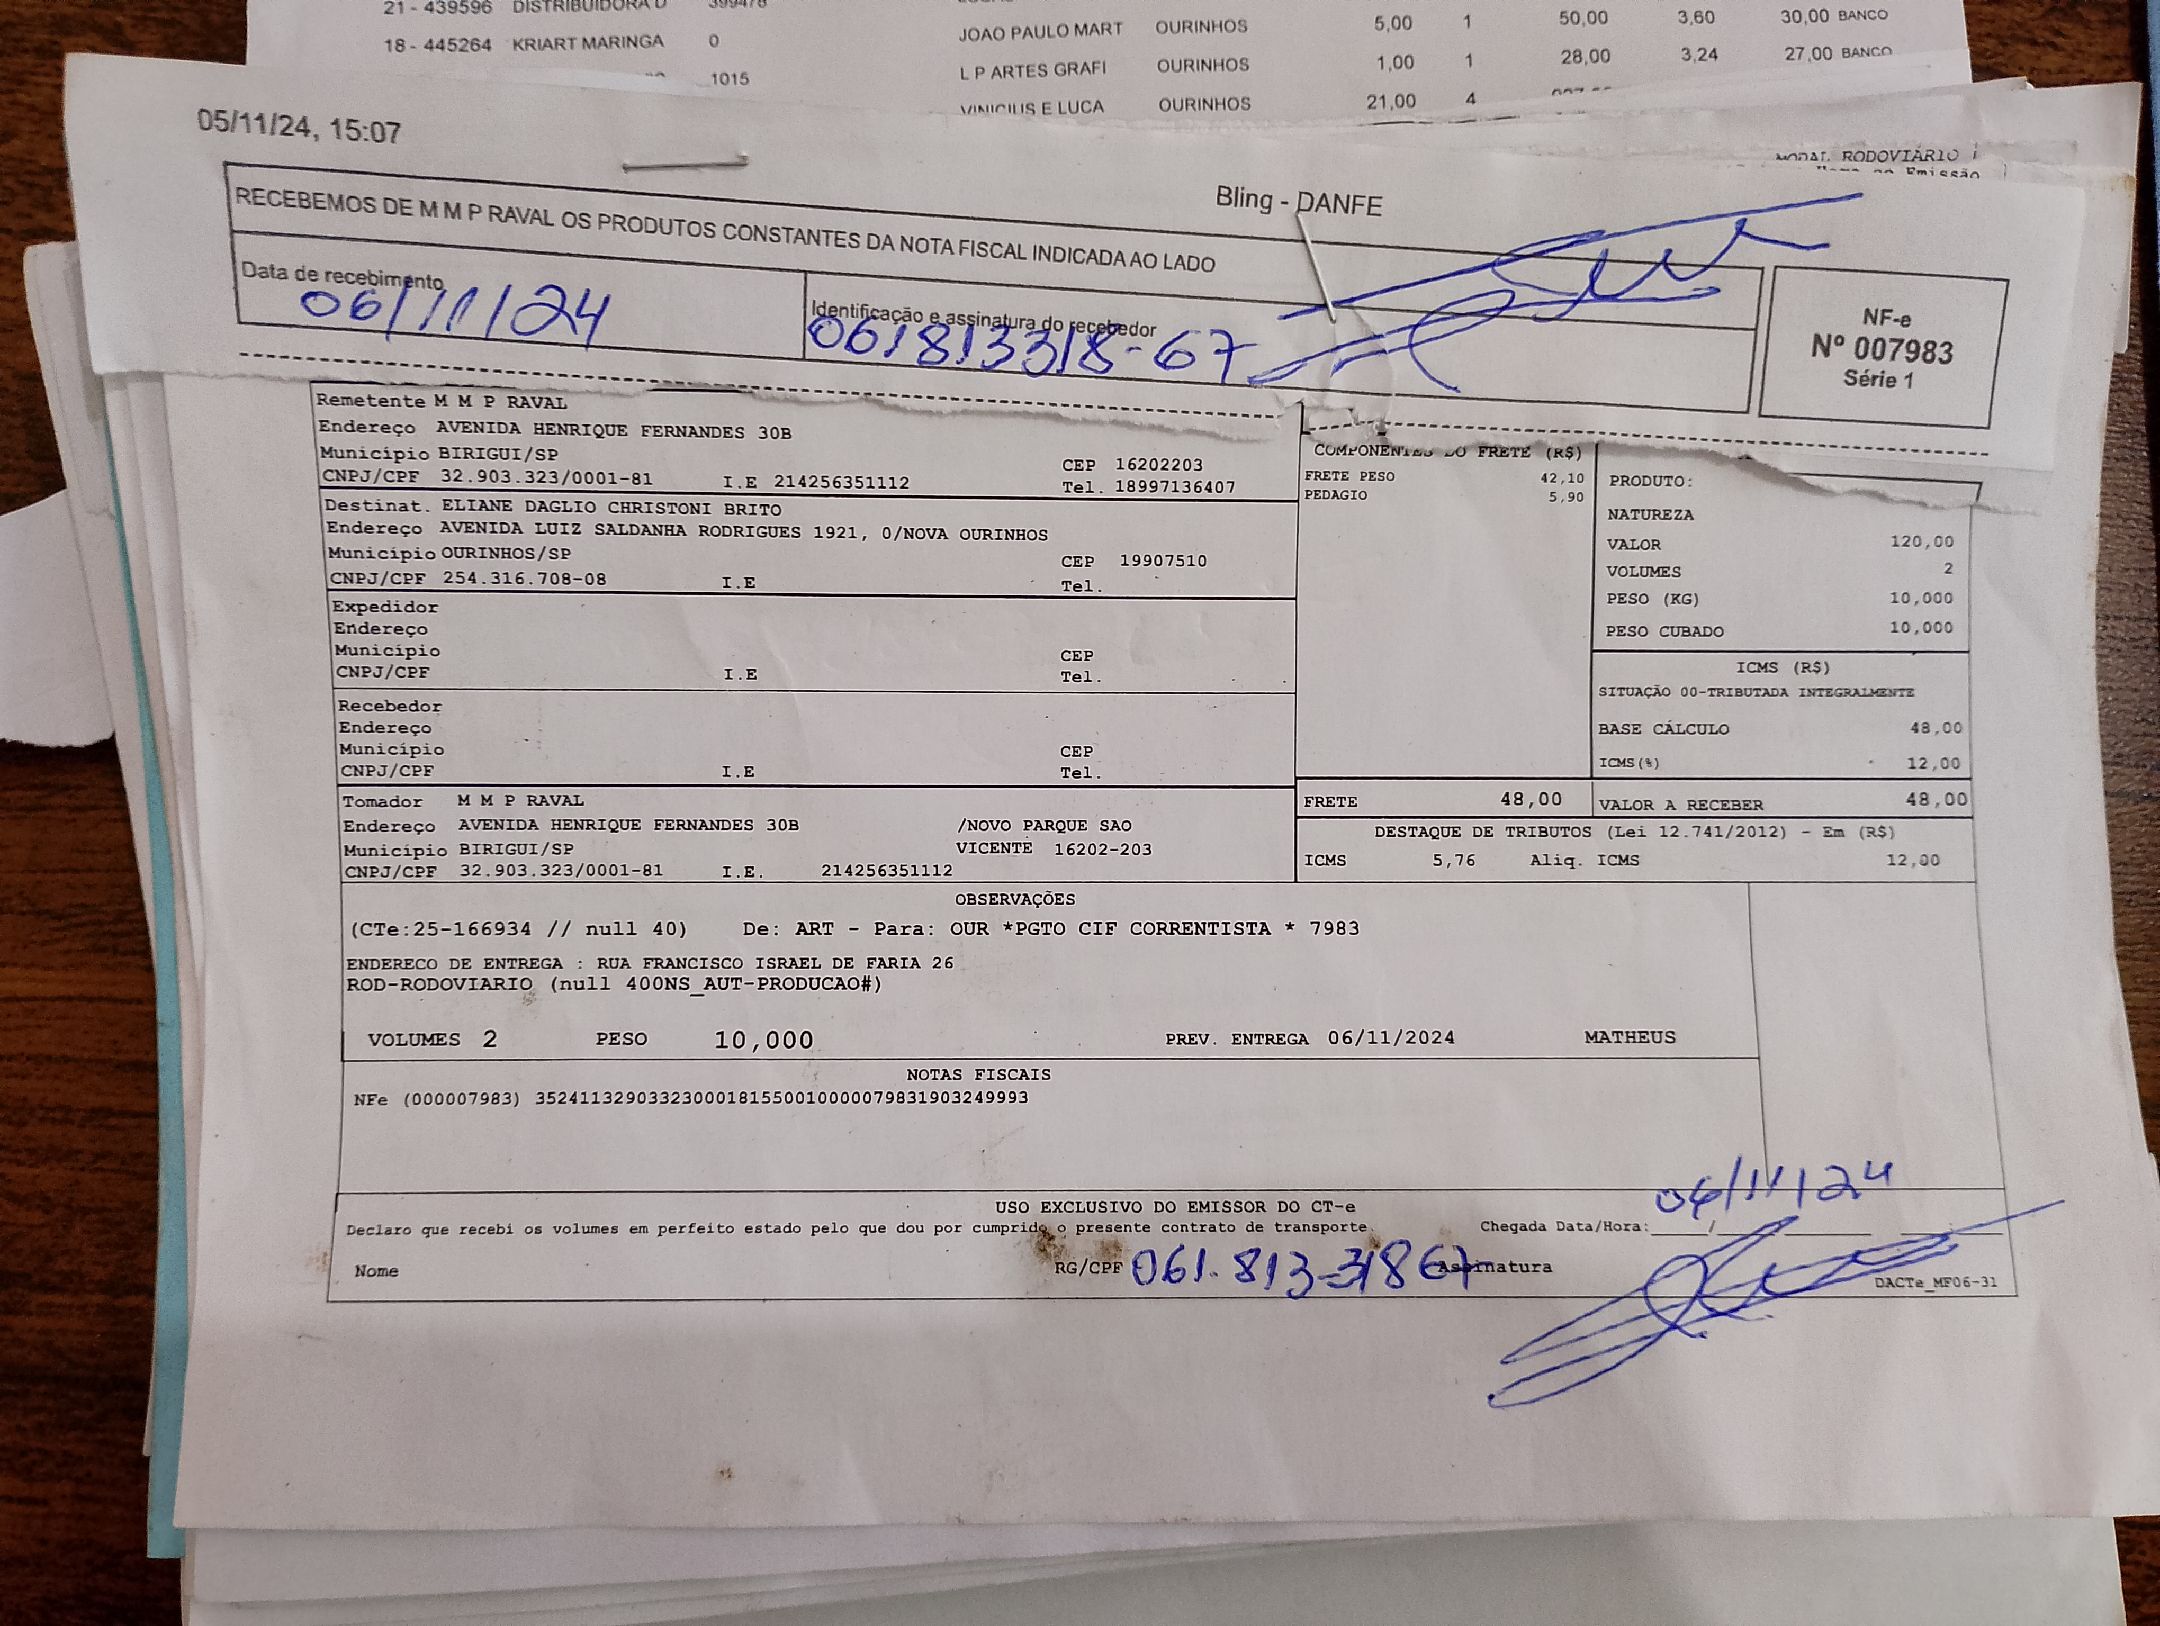 21 - 439596 DISTRIBUIDORA D 399478
18 - 445264 KRIART MARINGA 0
1015
JOAO PAULO MART OURINHOS 5,00 1 50,00 3,60 30,00 BANCO
L P ARTES GRAFI OURINHOS 1,00 1 28,00 3,24 27,00 BANCO
VINICIUS E LUCA OURINHOS 21,00 4
05/11/24, 15:07
MODAL RODOVIÁRIO
Emissão
Bling - DANFE
RECEBEMOS DE M M P RAVAL OS PRODUTOS CONSTANTES DA NOTA FISCAL INDICADA AO LADO
Data de recebimento
06/11/24
Identificação e assinatura do recebedor
061813318-67
NF-e
Nº 007983
Série 1
Remetente M M P RAVAL
Endereço AVENIDA HENRIQUE FERNANDES 30B
Município BIRIGUI/SP CEP 16202203
CNPJ/CPF 32.903.323/0001-81 I.E 214256351112 Tel. 18997136407
Destinat. ELIANE DAGLIO CHRISTONI BRITO
Endereço AVENIDA LUIZ SALDANHA RODRIGUES 1921, 0/NOVA OURINHOS
Município OURINHOS/SP CEP 19907510
CNPJ/CPF 254.316.708-08 I.E Tel.
Expedidor
Endereço
Município CEP
CNPJ/CPF I.E Tel.
Recebedor
Endereço
Município CEP
CNPJ/CPF I.E Tel.
Tomador M M P RAVAL
Endereço AVENIDA HENRIQUE FERNANDES 30B /NOVO PARQUE SAO
Município BIRIGUI/SP VICENTE 16202-203
CNPJ/CPF 32.903.323/0001-81 I.E. 214256351112
COMPONENTES DO FRETE (R$)
FRETE PESO 42,10
PEDAGIO 5,90
PRODUTO:
NATUREZA
VALOR 120,00
VOLUMES 2
PESO (KG) 10,000
PESO CUBADO 10,000
ICMS (R$)
SITUAÇÃO 00-TRIBUTADA INTEGRALMENTE
BASE CÁLCULO 48,00
ICMS(%) 12,00
FRETE 48,00 VALOR A RECEBER 48,00
DESTAQUE DE TRIBUTOS (Lei 12.741/2012) - Em (R$)
ICMS 5,76 Aliq. ICMS 12,00
OBSERVAÇÕES
(CTe:25-166934 // null 40) De: ART - Para: OUR *PGTO CIF CORRENTISTA * 7983
ENDERECO DE ENTREGA : RUA FRANCISCO ISRAEL DE FARIA 26
ROD-RODOVIARIO (null 400NS_AUT-PRODUCAO#)
VOLUMES 2 PESO 10,000 PREV. ENTREGA 06/11/2024 MATHEUS
NOTAS FISCAIS
NFe (000007983) 35241132903323000181550010000079831903249993
USO EXCLUSIVO DO EMISSOR DO CT-e
06/11/24
Declaro que recebi os volumes em perfeito estado pelo que dou por cumprido o presente contrato de transporte. Chegada Data/Hora:
Nome RG/CPF 061.813-31867 Assinatura
DACTe_MF06-31